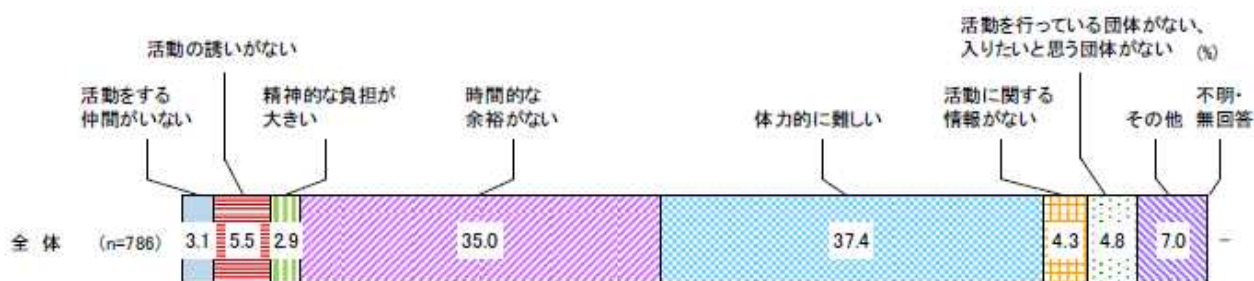 活動を行っている団体がない、
入りたいと思う団体がない (%)
活動の誘いがない
活動をする
仲間がいない
精神的な負担が
大きい
時間的な
余裕がない
体力的に難しい
活動に関する
情報がない
その他
不明・
無回答
全 体 (n=786) 3.1 5.5 2.9 35.0 37.4 4.3 4.8 7.0 -